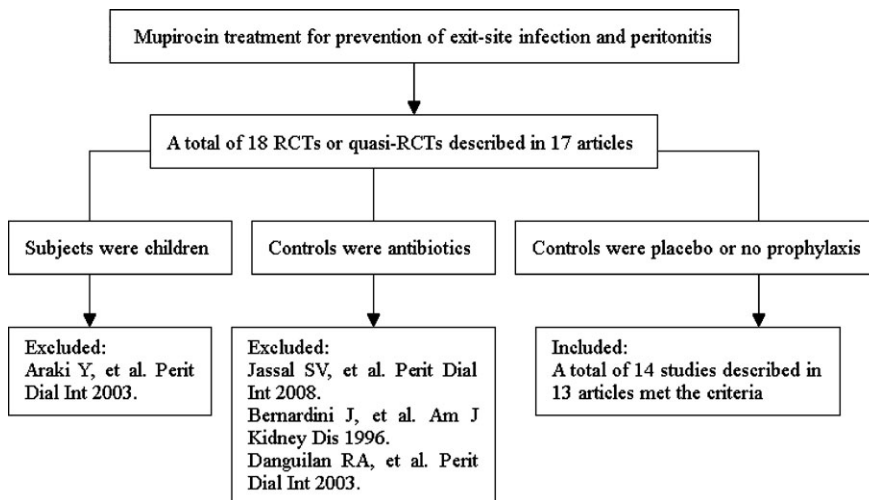 Mupirocin treatment for prevention of exit-site infection and peritonitis
A total of 18 RCTs or quasi-RCTs described in 17 articles
Subjects were children
Controls were antibiotics
Controls were placebo or no prophylaxis
Excluded:
Araki Y, et al. Perit
Dial Int 2003.
Excluded:
Jassal SV, et al. Perit Dial
Int 2008.
Bernardini J, et al. Am J
Kidney Dis 1996.
Danguilan RA, et al. Perit
Dial Int 2003.
Included:
A total of 14 studies described in
13 articles met the criteria